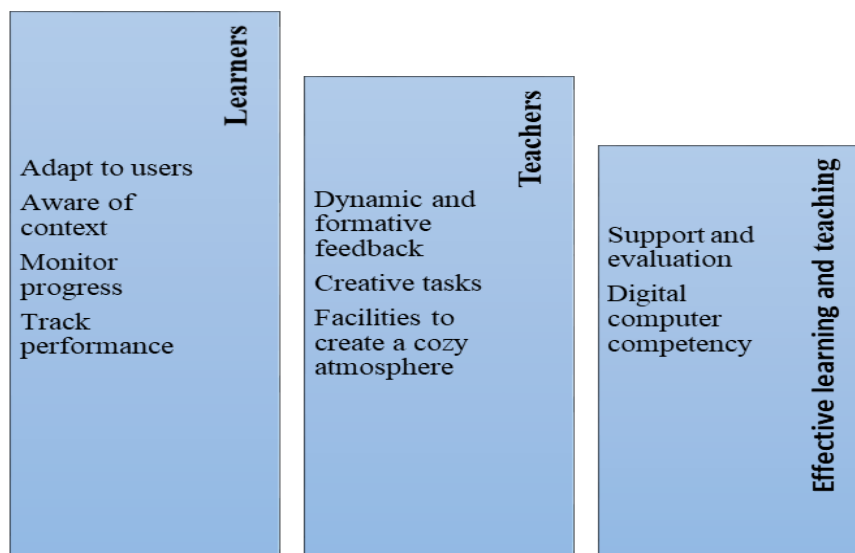 Learners
Adapt to users
Aware of
context
Monitor
progress
Track
performance
Teachers
Dynamic and
formative
feedback
Creative tasks
Facilities to
create a cozy
atmosphere
Effective learning and teaching
Support and
evaluation
Digital
computer
competency